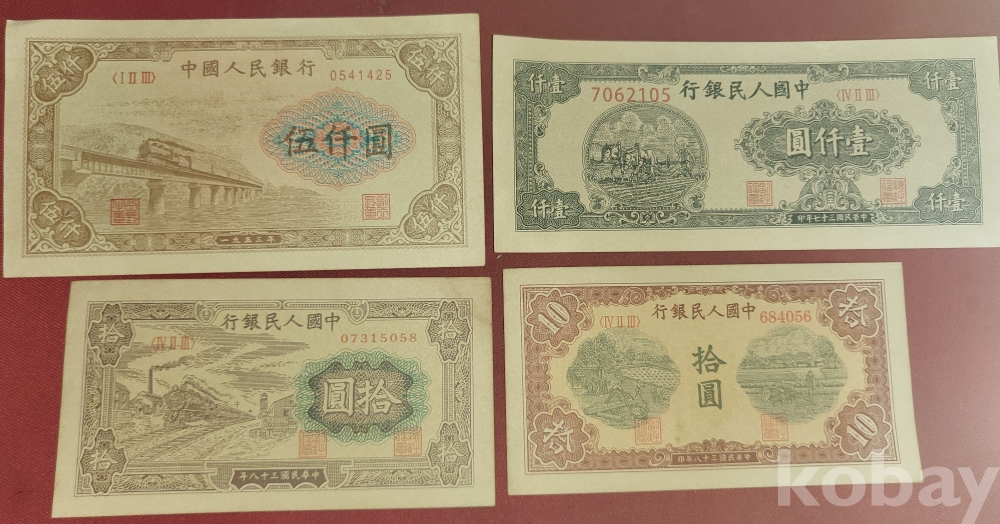 伍仟
伍仟
中國人民銀行
〈I II III〉
0541425
伍仟圓
伍仟
伍仟
一九五三年
仟壹
仟壹
行銀民人國中
7062105
〈IV II III〉
圓仟壹
仟壹
仟壹
印年七十三國民華中
拾
拾
行銀民人國中
〈IV II III〉
07315058
圓拾
拾
拾
年八十三國民華中
10
拾
行銀民人國中
〈IV II III〉
684056
拾圓
拾
10
印年八十三國民華中
kobay